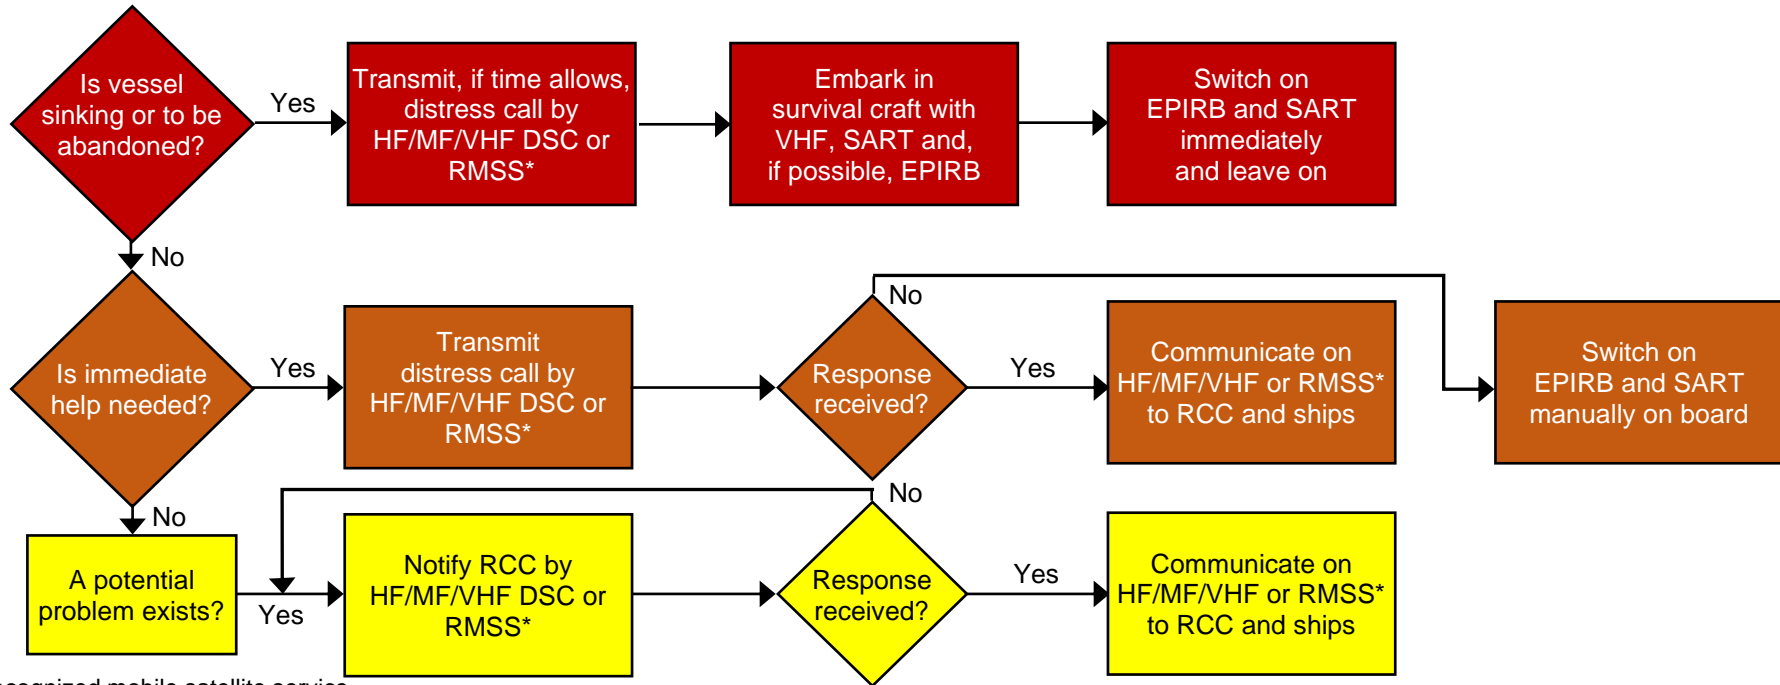 Is vessel
sinking or to be
abandoned?
Yes
Transmit, if time allows,
distress call by
HF/MF/VHF DSC or
RMSS*
Embark in
survival craft with
VHF, SART and,
if possible, EPIRB
Switch on
EPIRB and SART
immediately
and leave on
No
Is immediate
help needed?
Yes
Transmit
distress call by
HF/MF/VHF DSC or
RMSS*
Response
received?
No
Yes
Communicate on
HF/MF/VHF or RMSS*
to RCC and ships
Switch on
EPIRB and SART
manually on board
No
A potential
problem exists?
Yes
Notify RCC by
HF/MF/VHF DSC or
RMSS*
Response
received?
No
Yes
Communicate on
HF/MF/VHF or RMSS*
to RCC and ships
mobile satellite service